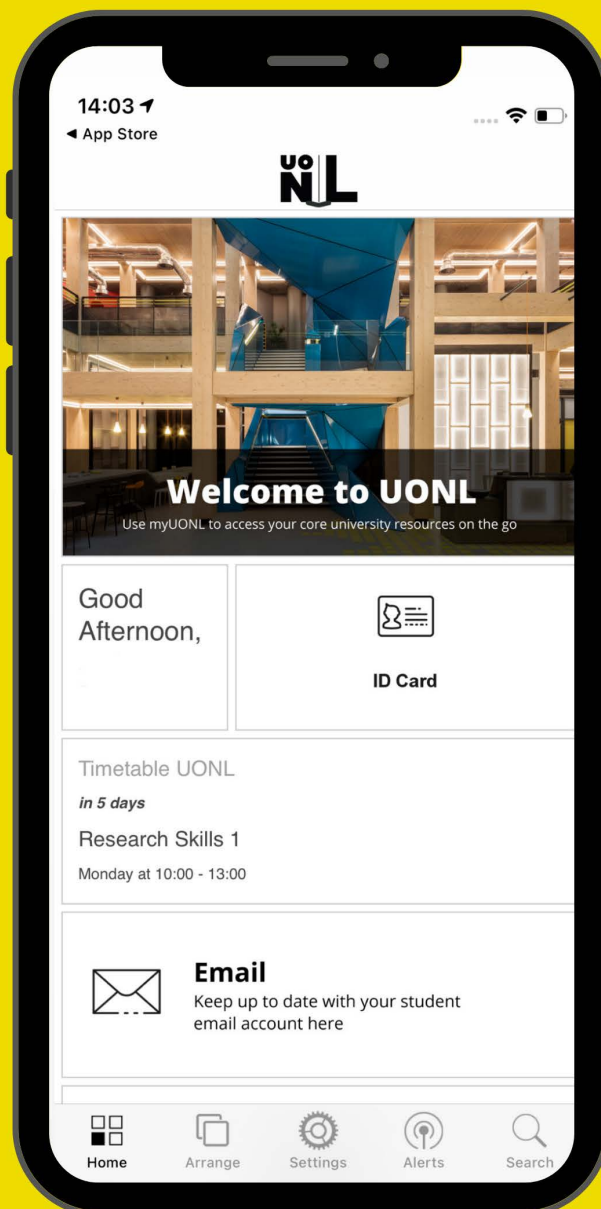 14:03
◀ App Store
UO
NL
Welcome to UONL
Use myUONL to access your core university resources on the go
Good
Afternoon,
ID Card
Timetable UONL
in 5 days
Research Skills 1
Monday at 10:00 - 13:00
Email
Keep up to date with your student
email account here
Home Arrange Settings Alerts Search